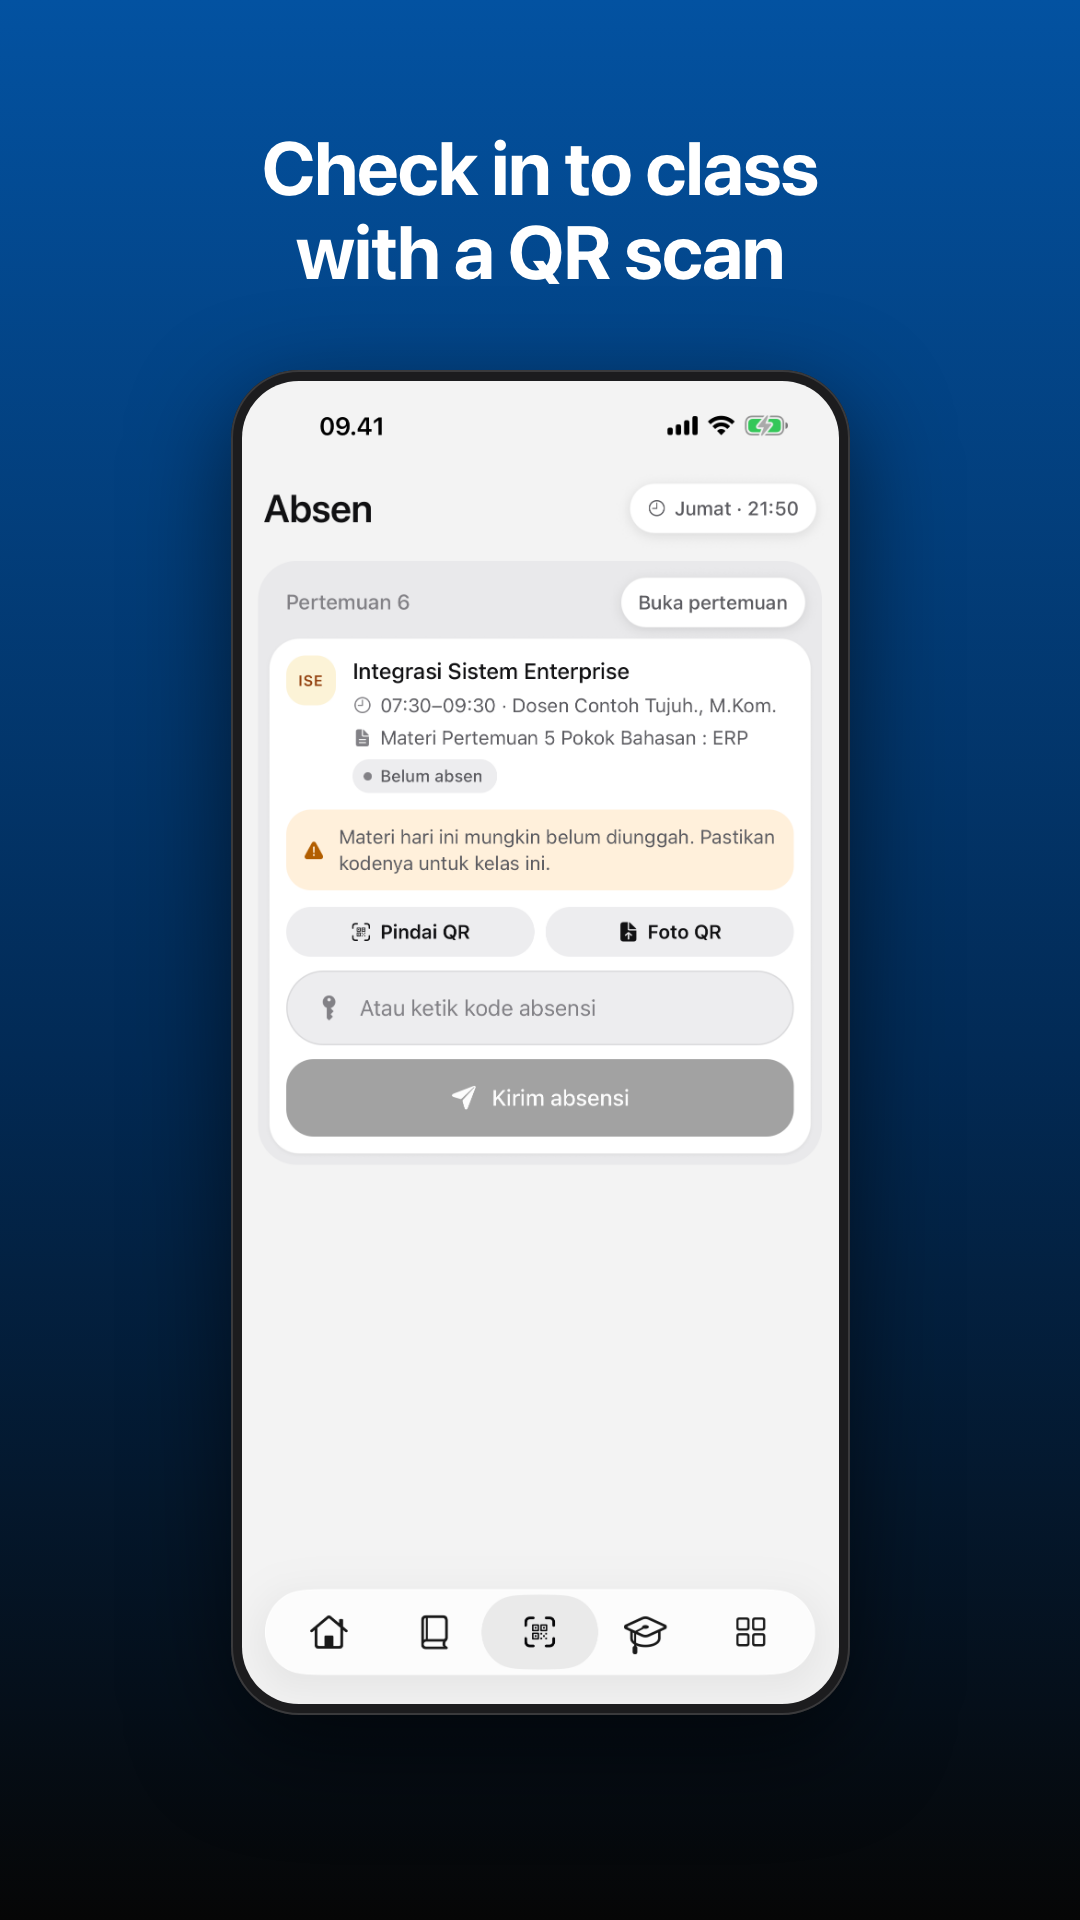 Check in to class
with a QR scan
09.41
Absen
Jumat · 21:50
Pertemuan 6
Buka pertemuan
ISE
Integrasi Sistem Enterprise
07:30–09:30 · Dosen Contoh Tujuh., M.Kom.
Materi Pertemuan 5 Pokok Bahasan : ERP
Belum absen
Materi hari ini mungkin belum diunggah. Pastikan
kodenya untuk kelas ini.
Pindai QR
Foto QR
Atau ketik kode absensi
Kirim absensi